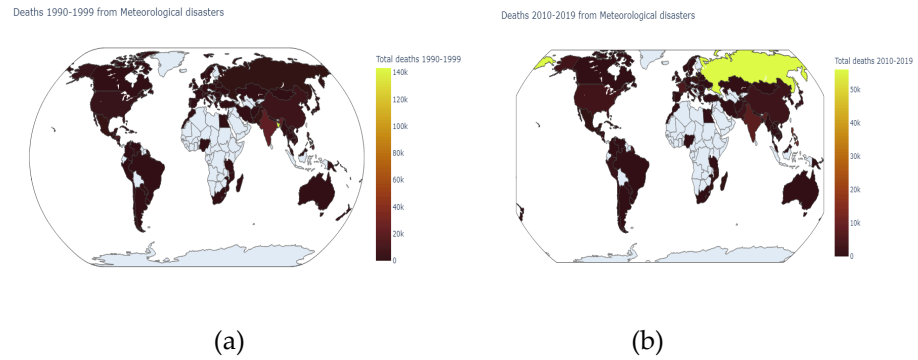 Deaths 1990-1999 from Meteorological disasters
Total deaths 1990-1999
140k
120k
100k
80k
60k
40k
20k
0
Deaths 2010-2019 from Meteorological disasters
Total deaths 2010-2019
50k
40k
30k
20k
10k
0
(a)
(b)